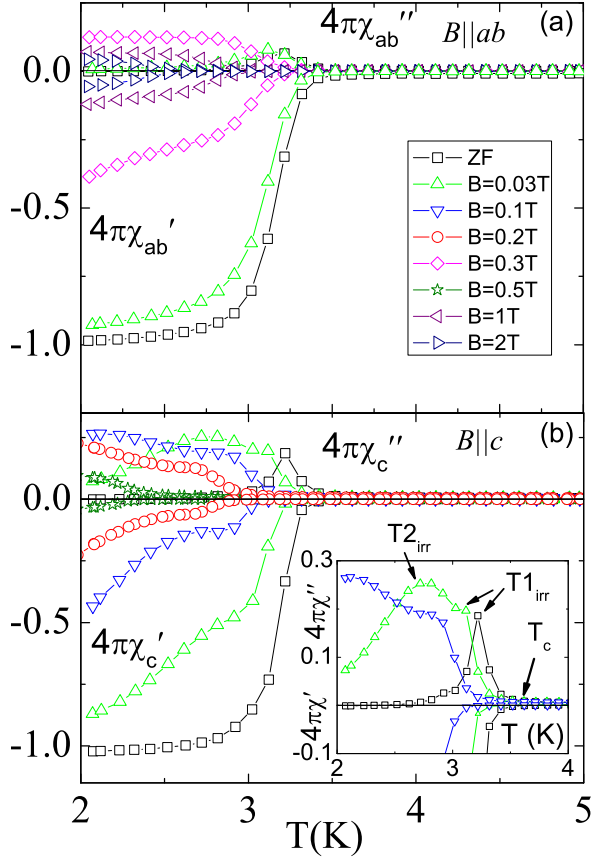 4πχab′′ B||ab (a)
0.0
-0.5
-1.0
4πχab′
ZF
B=0.03T
B=0.1T
B=0.2T
B=0.3T
B=0.5T
B=1T
B=2T
4πχc′′ B||c (b)
0.0
-0.5
-1.0
4πχc′
T2irr
T1irr
Tc
0.3
0.1
-0.1
4πχ′′
4πχ′
T (K)
2 3 4
2 3 4 5
T(K)